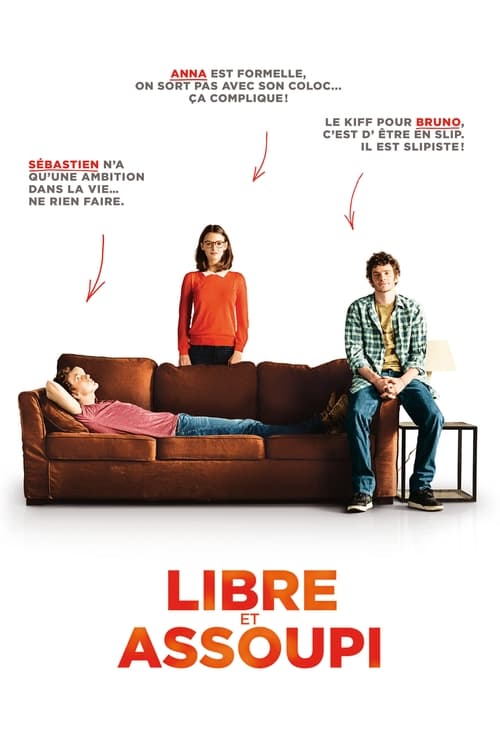 ANNA EST FORMELLE,
ON SORT PAS AVEC SON COLOC...
ÇA COMPLIQUE !
LE KIFF POUR BRUNO,
C'EST D' ÊTRE EN SLIP.
IL EST SLIPISTE !
SÉBASTIEN N'A
QU'UNE AMBITION
DANS LA VIE...
NE RIEN FAIRE.
LIBRE
ET
ASSOUPI